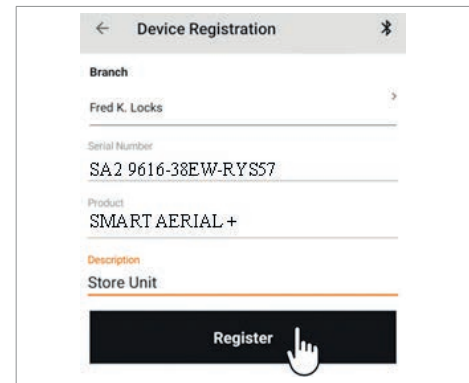 Device Registration
Branch
Fred K. Locks
Serial Number
SA2 9616-38EW-RYS57
Product
SMART AERIAL +
Description
Store Unit
Register